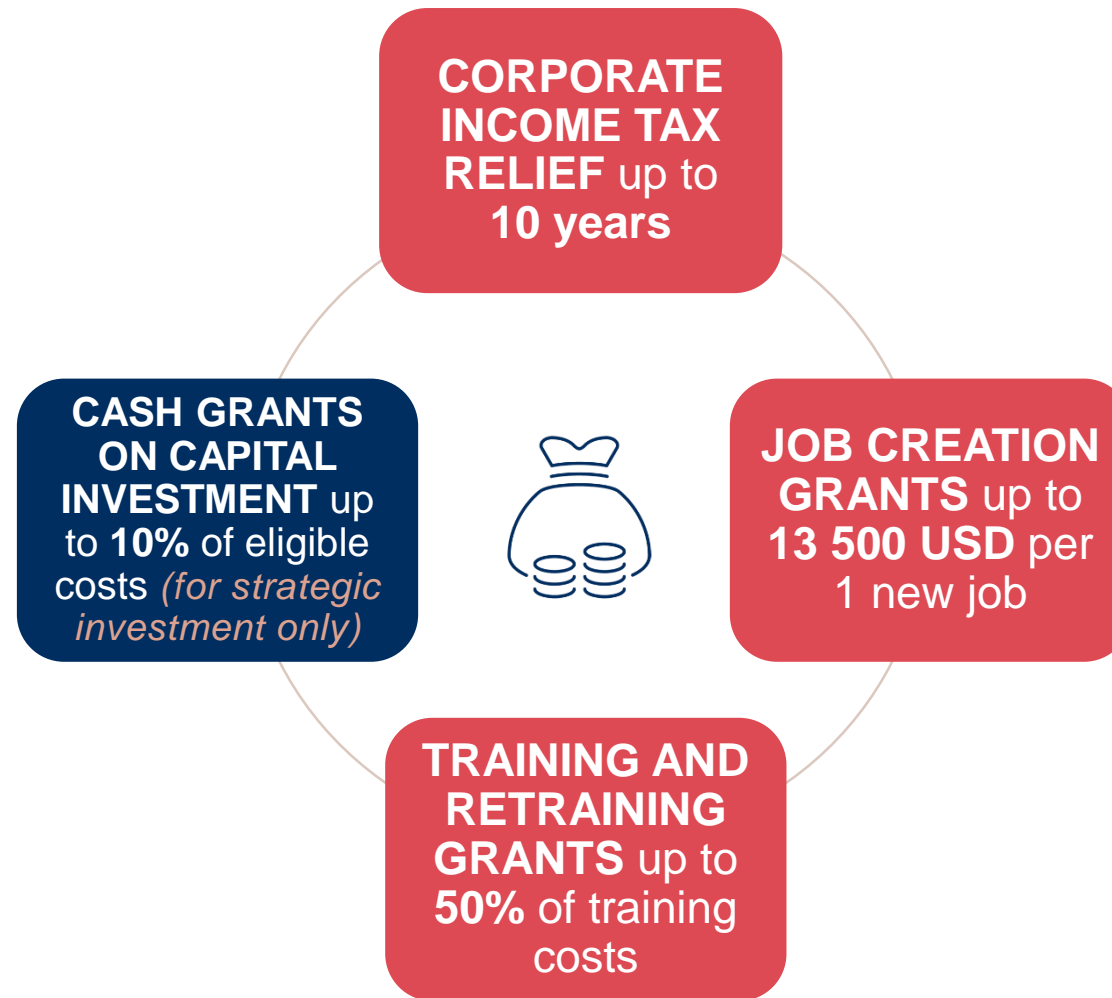 CORPORATE
INCOME TAX
RELIEF up to
10 years
CASH GRANTS
ON CAPITAL
INVESTMENT up
to 10% of eligible
costs (for strategic
investment only)
JOB CREATION
GRANTS up to
13 500 USD per
1 new job
TRAINING AND
RETRAINING
GRANTS up to
50% of training
costs